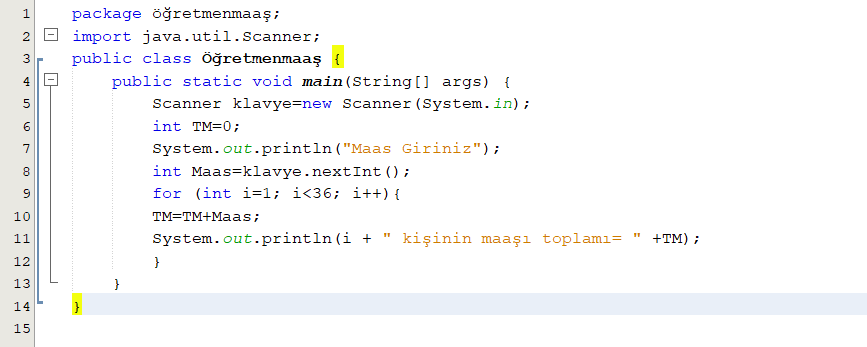 1 package öğretmenmaaş;
2 import java.util.Scanner;
3 public class Öğretmenmaaş {
4 public static void main(String[] args) {
5 Scanner klavye=new Scanner(System.in);
6 int TM=0;
7 System.out.println("Maas Giriniz");
8 int Maas=klavye.nextInt();
9 for (int i=1; i<36; i++){
10 TM=TM+Maas;
11 System.out.println(i + " kişinin maaşı toplamı= " +TM);
12 }
13 }
14 }
15